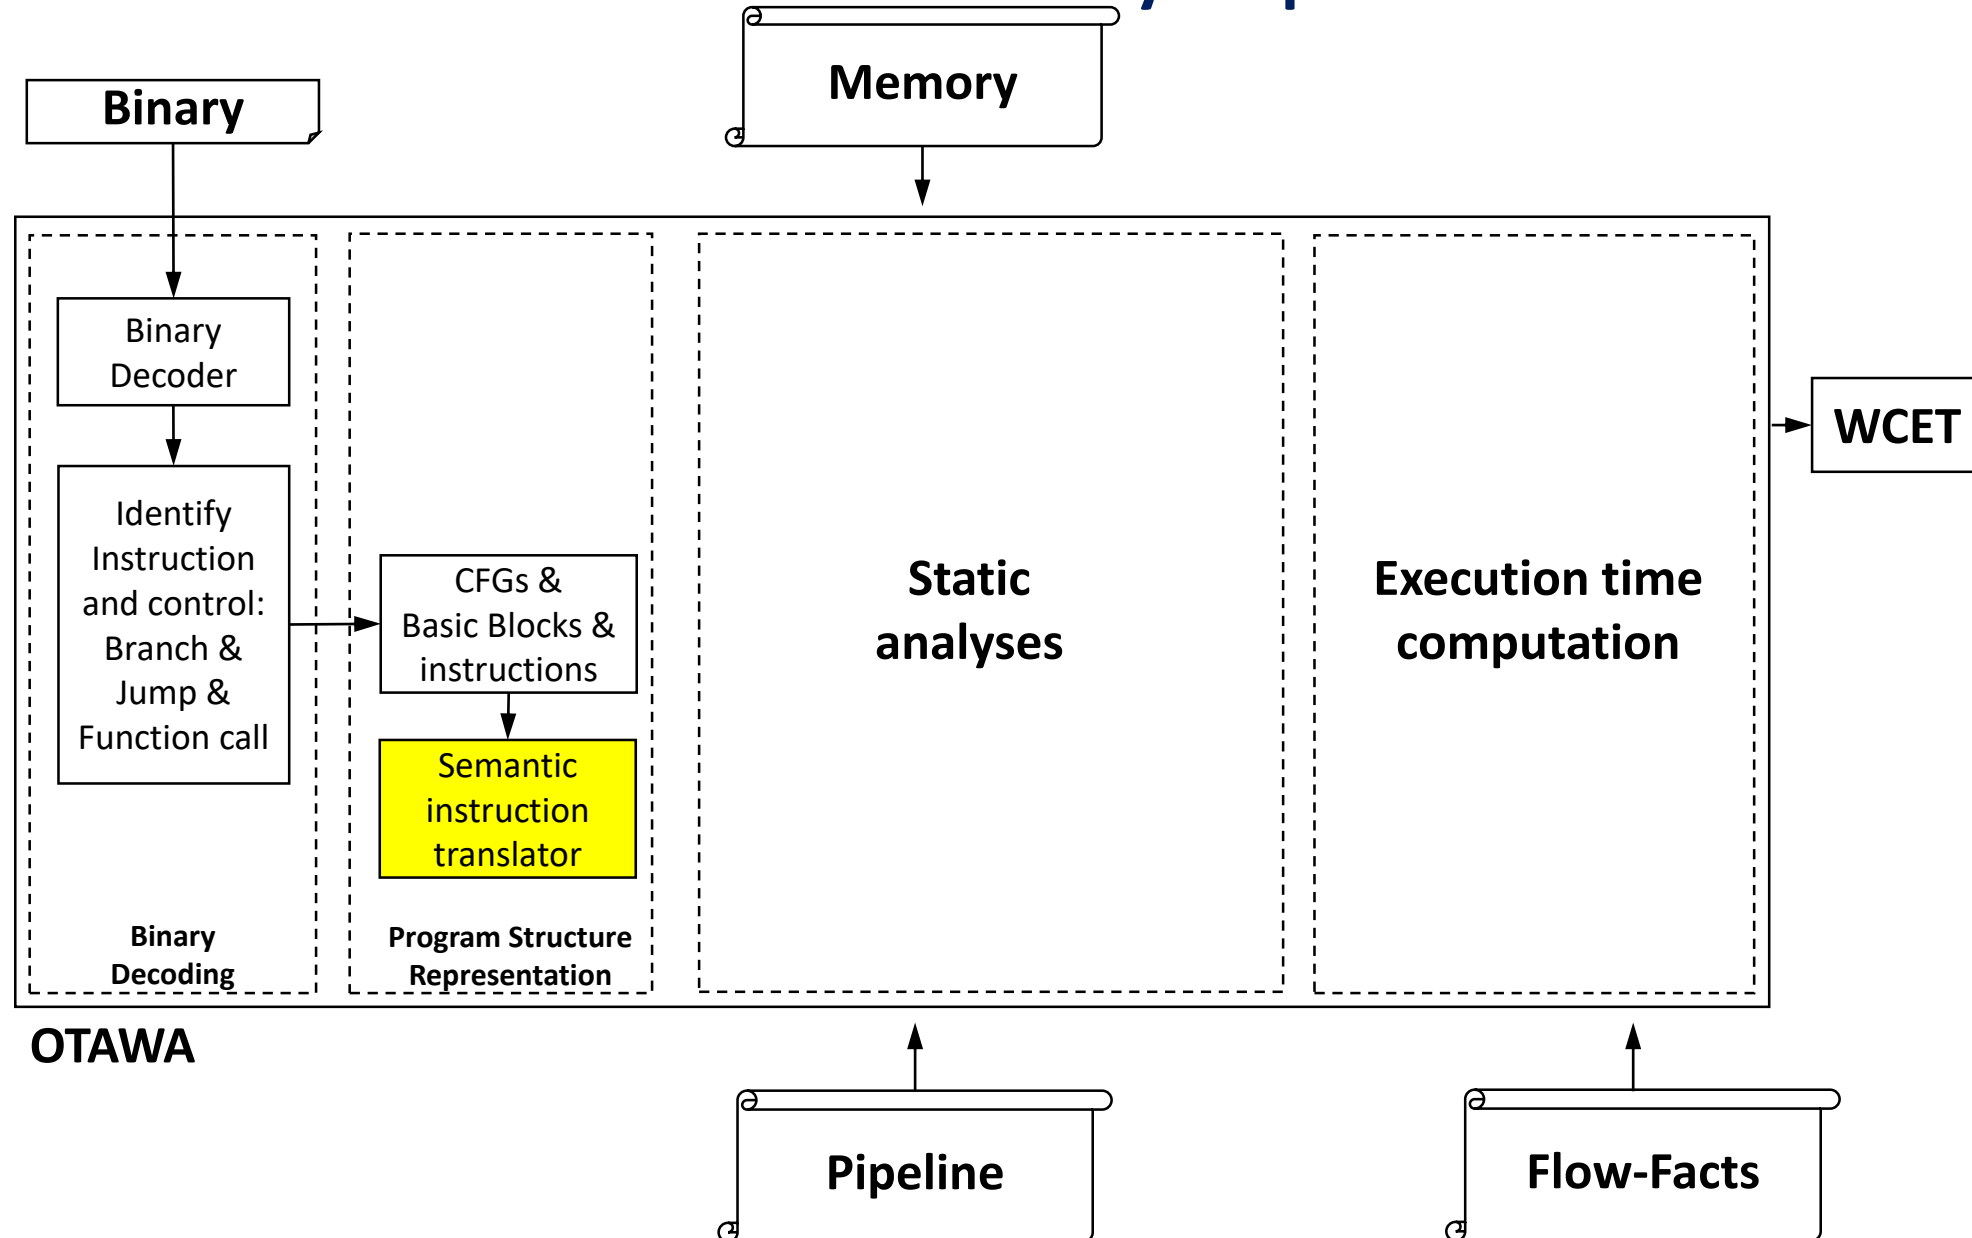 Memory
Binary
Binary
Decoder
Identify
Instruction
and control:
Branch &
Jump &
Function call
Binary
Decoding
CFGs &
Basic Blocks &
instructions
Semantic
instruction
translator
Program Structure
Representation
Static
analyses
Execution time
computation
WCET
OTAWA
Pipeline
Flow-Facts